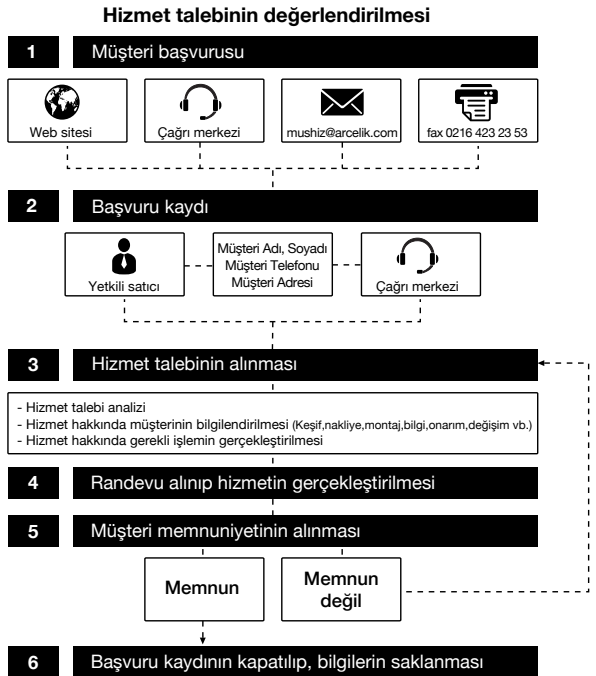 Hizmet talebinin değerlendirilmesi
1 Müşteri başvurusu
Web sitesi
Çağrı merkezi
mushiz@arcelik.com
fax 0216 423 23 53
2 Başvuru kaydı
Yetkili satıcı
Müşteri Adı, Soyadı
Müşteri Telefonu
Müşteri Adresi
Çağrı merkezi
3 Hizmet talebinin alınması
- Hizmet talebi analizi
- Hizmet hakkında müşterinin bilgilendirilmesi (Keşif,nakliye,montaj,bilgi,onarım,değişim vb.)
- Hizmet hakkında gerekli işlemin gerçekleştirilmesi
4 Randevu alınıp hizmetin gerçekleştirilmesi
5 Müşteri memnuniyetinin alınması
Memnun
Memnun
değil
6 Başvuru kaydının kapatılıp, bilgilerin saklanması